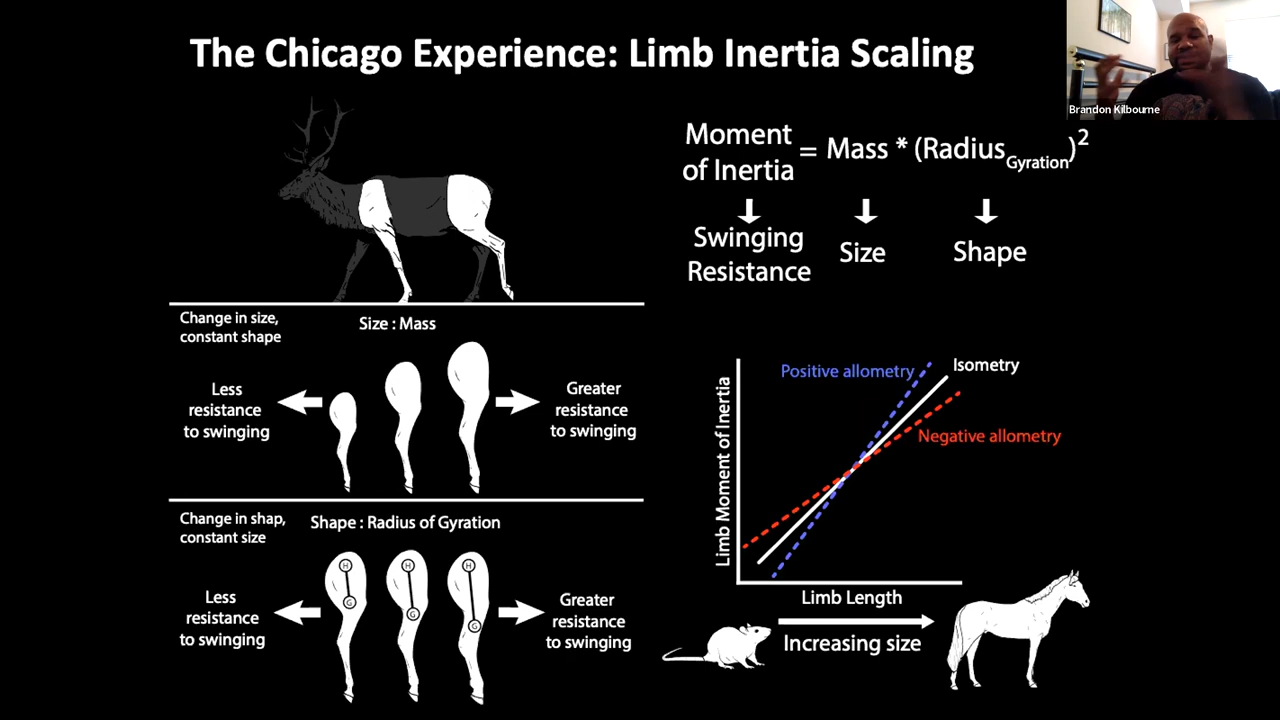 The Chicago Experience: Limb Inertia Scaling
Brandon Kilbourne
Moment
of Inertia
= Mass * (Radius Gyration)2
Swinging
Resistance
Size
Shape
Change in size,
constant shape
Size : Mass
Less
resistance
to swinging
Greater
resistance
to swinging
Change in shap,
constant size
Shape : Radius of Gyration
H
H
H
G
G
G
Less
resistance
to swinging
Greater
resistance
to swinging
Positive allometry
Isometry
Negative allometry
Limb Moment of Inertia
Limb Length
Increasing size